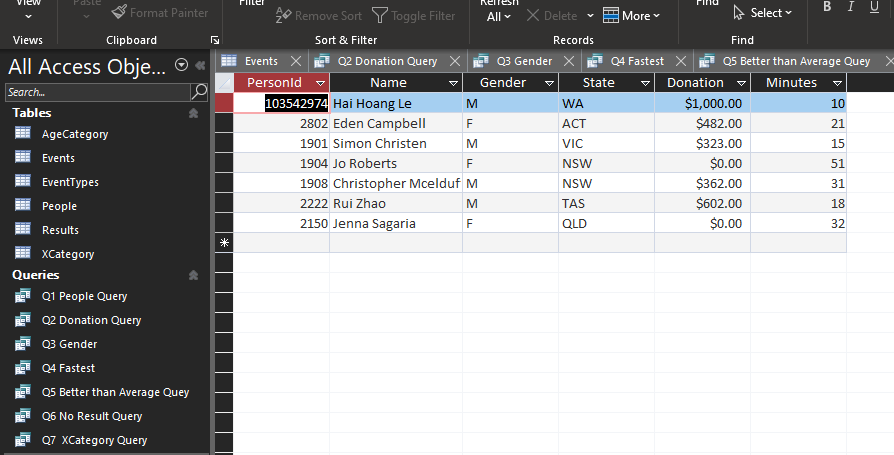 View
Paste
Format Painter
Filter
Remove Sort
Toggle Filter
Refresh
All
Delete
More
Find
Select
B I U
Views
Clipboard
Sort & Filter
Records
Find
All Access Obje...
Search...
Tables
AgeCategory
Events
EventTypes
People
Results
XCategory
Queries
Q1 People Query
Q2 Donation Query
Q3 Gender
Q4 Fastest
Q5 Better than Average Quey
Q6 No Result Query
Q7 XCategory Query
Events
Q2 Donation Query
Q3 Gender
Q4 Fastest
Q5 Better than Average Quey
PersonId Name Gender State Donation Minutes
103542974 Hai Hoang Le M WA $1,000.00 10
2802 Eden Campbell F ACT $482.00 21
1901 Simon Christen M VIC $323.00 15
1904 Jo Roberts F NSW $0.00 51
1908 Christopher Mcelduf M NSW $362.00 31
2222 Rui Zhao M TAS $602.00 18
2150 Jenna Sagaria F QLD $0.00 32